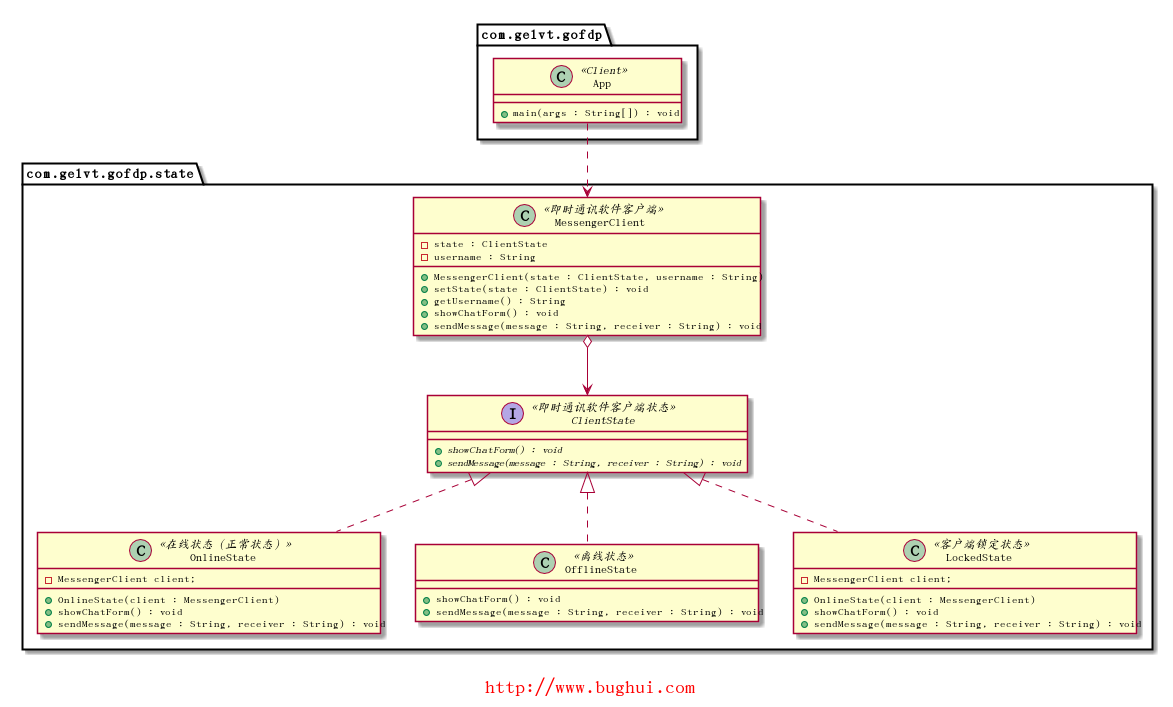 com.gelvt.gofdp
C
«Client»
App
main(args : String[]) : void
com.gelvt.gofdp.state
C
«即时通讯软件客户端»
MessengerClient
state : ClientState
username : String
MessengerClient(state : ClientState, username : String)
setState(state : ClientState) : void
getUsername() : String
showChatForm() : void
sendMessage(message : String, receiver : String) : void
I
«即时通讯软件客户端状态»
ClientState
showChatForm() : void
sendMessage(message : String, receiver : String) : void
C
«在线状态（正常状态）»
OnlineState
MessengerClient client;
OnlineState(client : MessengerClient)
showChatForm() : void
sendMessage(message : String, receiver : String) : void
C
«离线状态»
OfflineState
showChatForm() : void
sendMessage(message : String, receiver : String) : void
C
«客户端锁定状态»
LockedState
MessengerClient client;
OnlineState(client : MessengerClient)
showChatForm() : void
sendMessage(message : String, receiver : String) : void
http://www.bughui.com